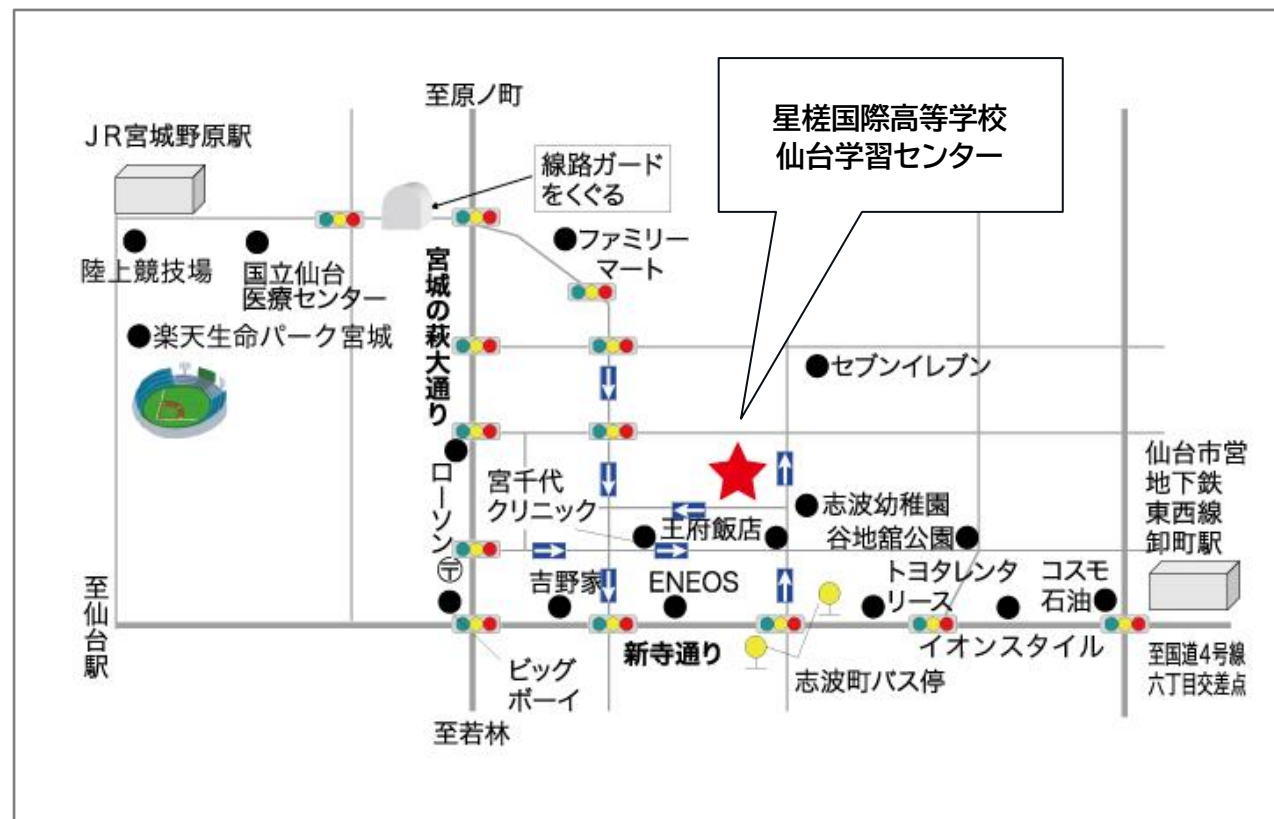 至原ノ町
星槎国際高等学校
仙台学習センター
JR宮城野原駅
線路ガード
をくぐる
ファミリー
マート
陸上競技場
国立仙台
医療センター
宮城の萩大通り
楽天生命パーク宮城
セブンイレブン
ローソン
宮千代
クリニック
王府飯店
志波幼稚園
谷地舘公園
仙台市営
地下鉄
東西線
卸町駅
〒
吉野家
ENEOS
トヨタレンタ
リース
コスモ
石油
至仙台駅
新寺通り
イオンスタイル
ビッグ
ボーイ
志波町バス停
至国道4号線
六丁目交差点
至若林